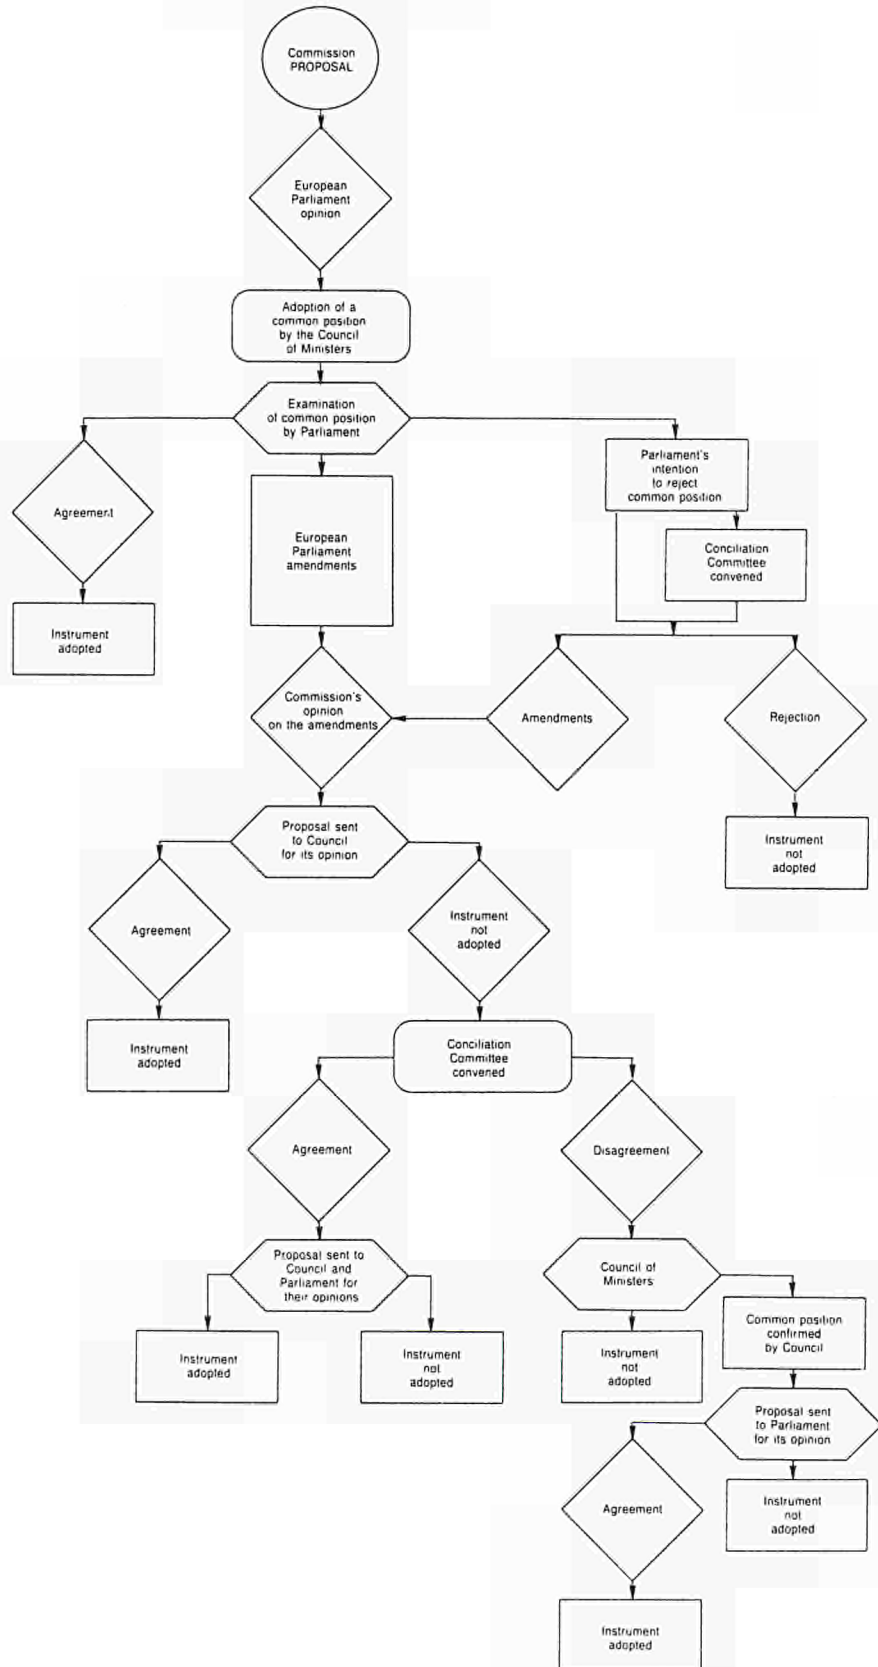 Commission
PROPOSAL
European
Parliament
opinion
Adoption of a
common position
by the Council
of Ministers
Examination
of common position
by Parliament
Agreement
Instrument
adopted
European
Parliament
amendments
Parliament's
intention
to reject
common position
Conciliation
Committee
convened
Commission's
opinion
on the amendments
Amendments
Rejection
Instrument
not
adopted
Proposal sent
to Council
for its opinion
Agreement
Instrument
adopted
Instrument
not
adopted
Conciliation
Committee
convened
Agreement
Disagreement
Proposal sent to
Council and
Parliament for
their opinions
Instrument
adopted
Instrument
not
adopted
Council of
Ministers
Instrument
not
adopted
Common position
confirmed
by Council
Proposal sent
to Parliament
for its opinion
Agreement
Instrument
not
adopted
Instrument
adopted